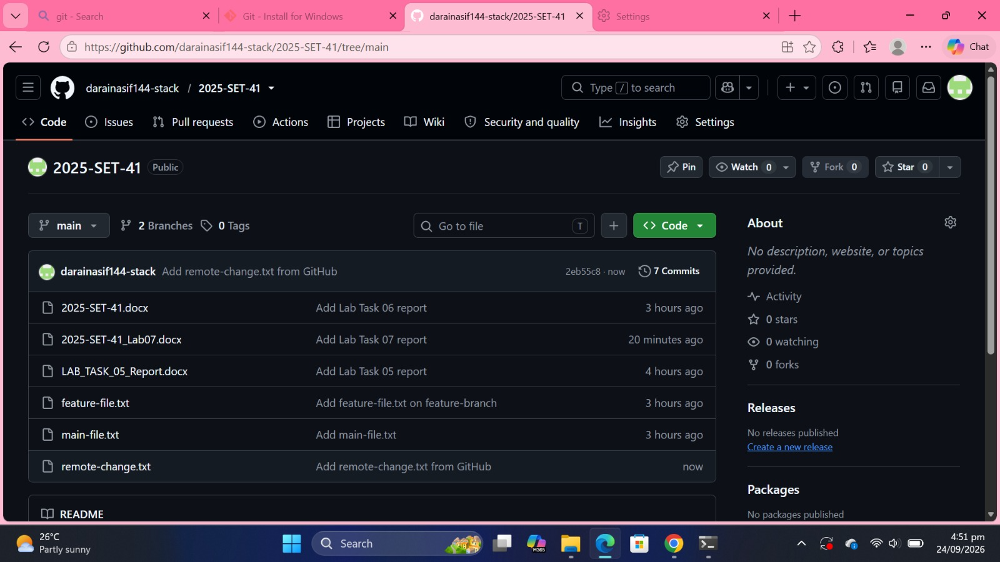 git - Search
Git - Install for Windows
darainasif144-stack/2025-SET-41
Settings
https://github.com/darainasif144-stack/2025-SET-41/tree/main
Chat
darainasif144-stack / 2025-SET-41
Type / to search
Code
Issues
Pull requests
Actions
Projects
Wiki
Security and quality
Insights
Settings
2025-SET-41 Public
Pin
Watch 0
Fork 0
Star 0
main
2 Branches
0 Tags
Go to file T
Code
darainasif144-stack Add remote-change.txt from GitHub 2eb55c8 · now 7 Commits
2025-SET-41.docx Add Lab Task 06 report 3 hours ago
2025-SET-41_Lab07.docx Add Lab Task 07 report 20 minutes ago
LAB_TASK_05_Report.docx Add Lab Task 05 report 4 hours ago
feature-file.txt Add feature-file.txt on feature-branch 3 hours ago
main-file.txt Add main-file.txt 3 hours ago
remote-change.txt Add remote-change.txt from GitHub now
README
About
No description, website, or topics
provided.
Activity
0 stars
0 watching
0 forks
Releases
No releases published
Create a new release
Packages
No packages published
26°C
Partly sunny
Search
M365
4:51 pm
24/09/2026